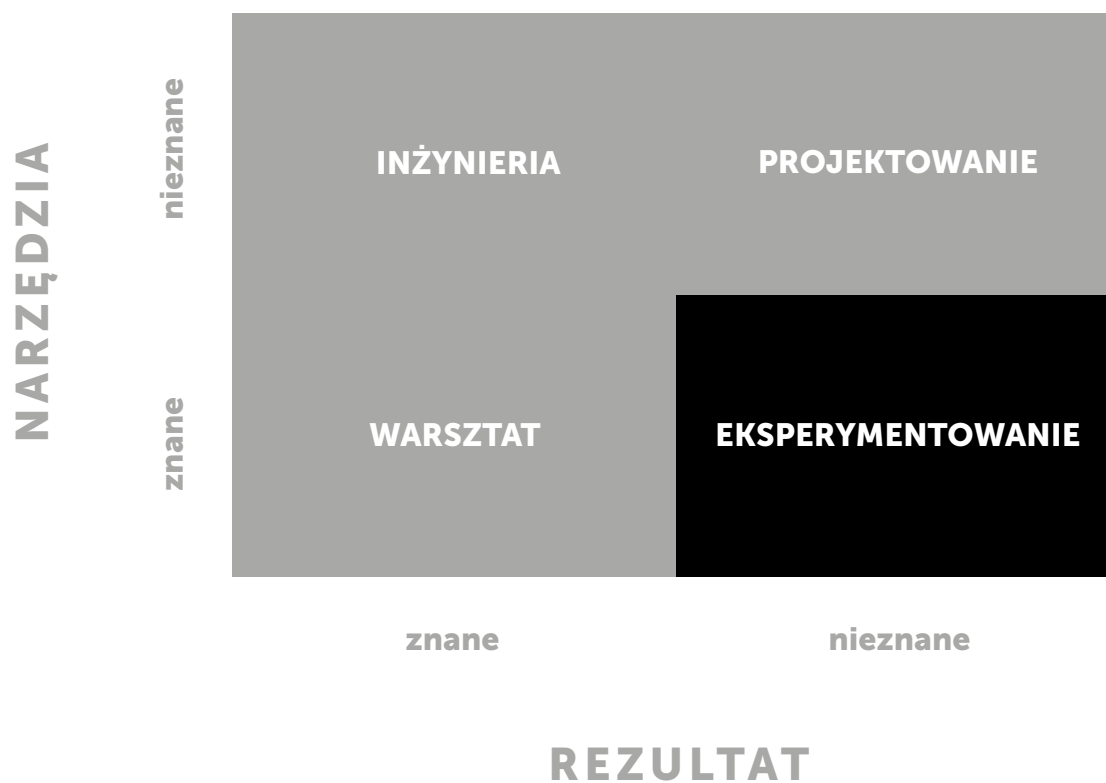 NARZĘDZIA
nieznane
znane
INŻYNIERIA
PROJEKTOWANIE
WARSZTAT
EKSPERYMENTOWANIE
znane
nieznane
REZULTAT